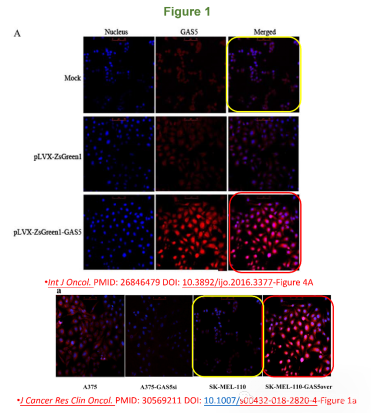 Figure 1
A
Nucleus GAS5 Merged
Mock
pLVX-ZsGreen1
pLVX-ZsGreen1-GAS5
•Int J Oncol. PMID: 26846479 DOI: 10.3892/ijo.2016.3377-Figure 4A
a
A375 A375-GAS5si SK-MEL-110 SK-MEL-110-GAS5over
•J Cancer Res Clin Oncol. PMID: 30569211 DOI: 10.1007/s00432-018-2820-4-Figure 1a